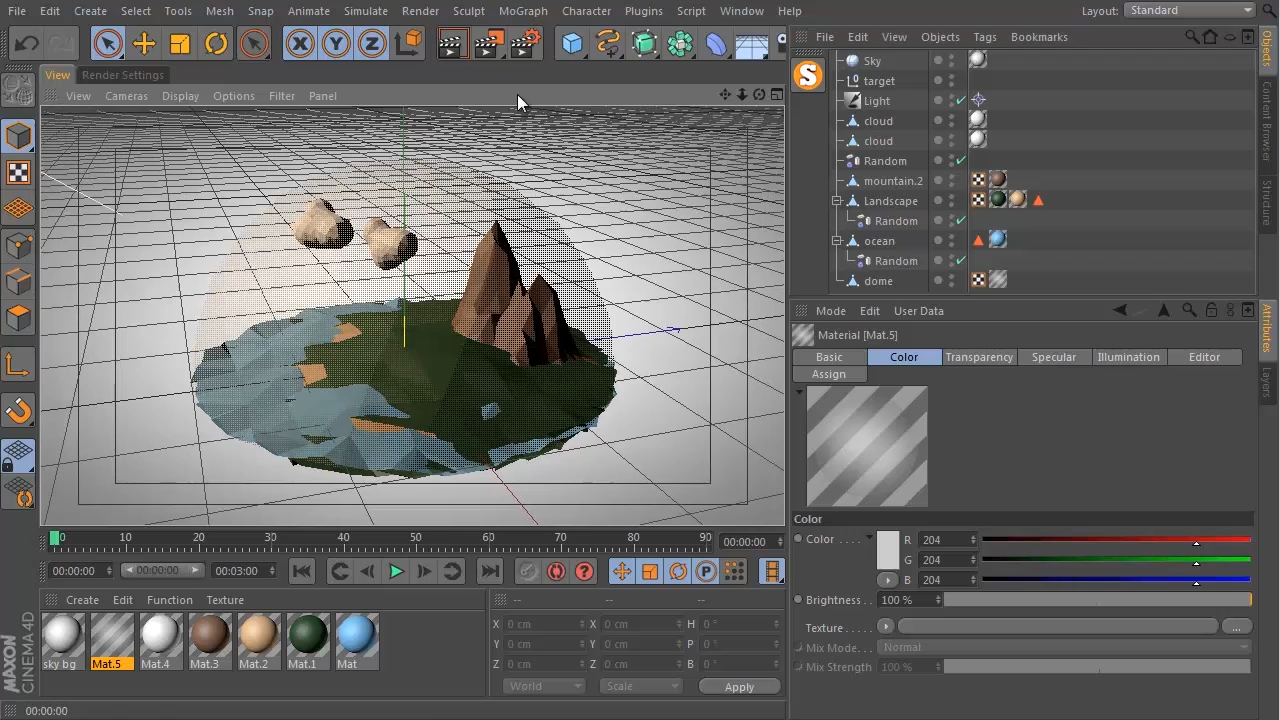 File Edit Create Select Tools Mesh Snap Animate Simulate Render Sculpt MoGraph Character Plugins Script Window Help Layout: Standard
X Y Z
File Edit View Objects Tags Bookmarks
View Render Settings
View Cameras Display Options Filter Panel
S
Sky
target
Light
cloud
cloud
Random
mountain.2
Landscape
Random
ocean
Random
dome
Objects
Content Browser
Structure
Mode Edit User Data
Material [Mat.5]
Basic Color Transparency Specular Illumination Editor
Assign
Attributes
Layers
Color
Color . . . . R 204
G 204
B 204
Brightness . . 100 %
Texture . . . . . ...
Mix Mode. . . Normal
Mix Strength 100 %
0 10 20 30 40 50 60 70 80 90 00:00:00
00:00:00 00:00:00 00:03:00 ? P
Create Edit Function Texture
sky bg Mat.5 Mat.4 Mat.3 Mat.2 Mat.1 Mat
-- -- --
X 0 cm X 0 cm H 0 °
Y 0 cm Y 0 cm P 0 °
Z 0 cm Z 0 cm B 0 °
World Scale Apply
MAXON
CINEMA4D
00:00:00